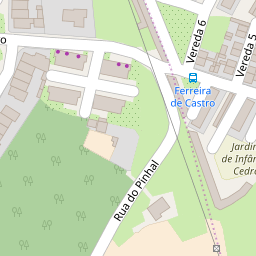 o
Vereda 6
Vereda 5
Ferreira
de Castro
Jardim
de Infân
Cedro
Rua do Pinhal